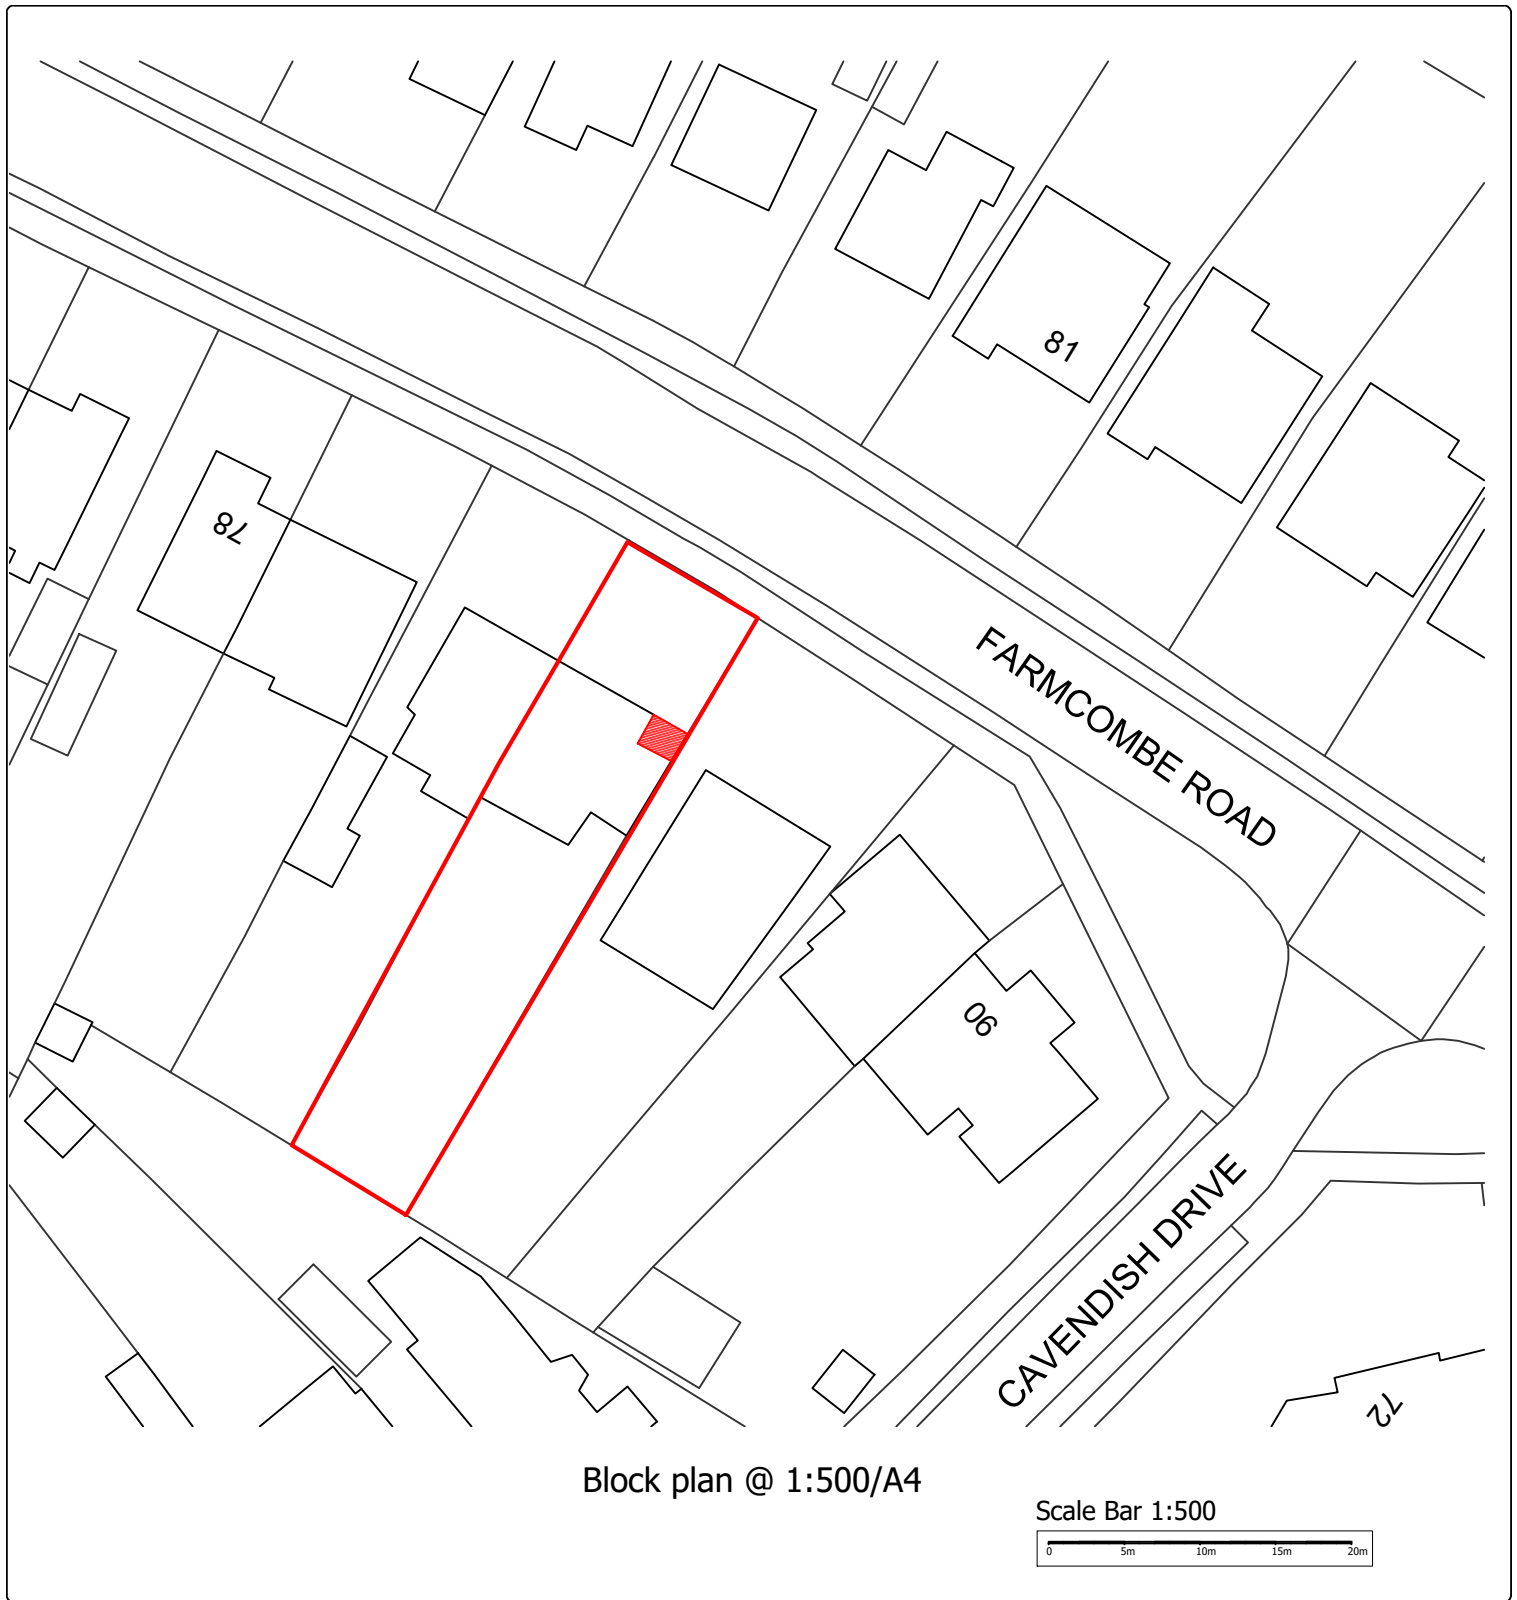 81
78
FARMCOMBE ROAD
90
CAVENDISH DRIVE
72
Block plan @ 1:500/A4
Scale Bar 1:500
0 5m 10m 15m 20m